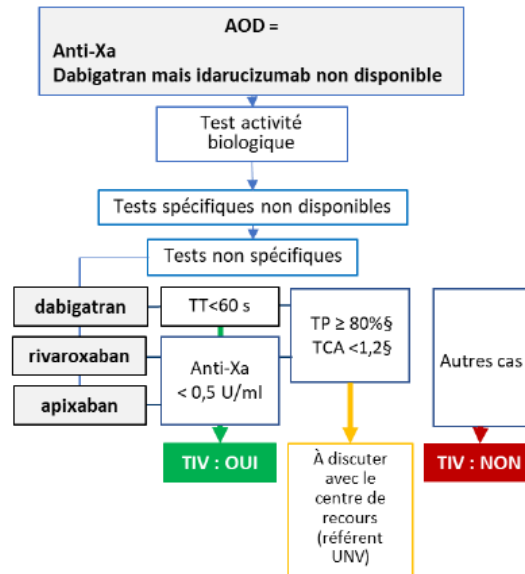 AOD =
Anti-Xa
Dabigatran mais idarucizumab non disponible
Test activité
biologique
Tests spécifiques non disponibles
Tests non spécifiques
dabigatran
TT<60 s
rivaroxaban
apixaban
Anti-Xa
< 0,5 U/ml
TP ≥ 80%§
TCA <1,2§
Autres cas
TIV : OUI
À discuter
avec le
centre de
recours
(référent
UNV)
TIV : NON